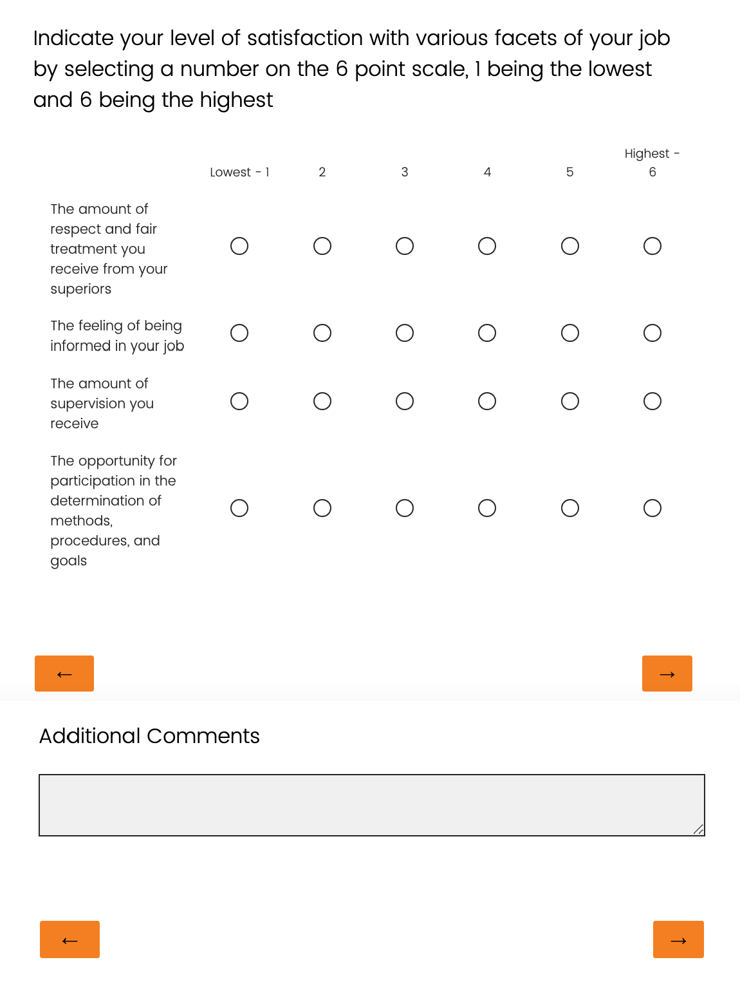 Indicate your level of satisfaction with various facets of your job
by selecting a number on the 6 point scale, 1 being the lowest
and 6 being the highest
Highest -
Lowest - 1 2 3 4 5 6
The amount of
respect and fair
treatment you
receive from your
superiors
The feeling of being
informed in your job
The amount of
supervision you
receive
The opportunity for
participation in the
determination of
methods,
procedures, and
goals
← →
Additional Comments
← →